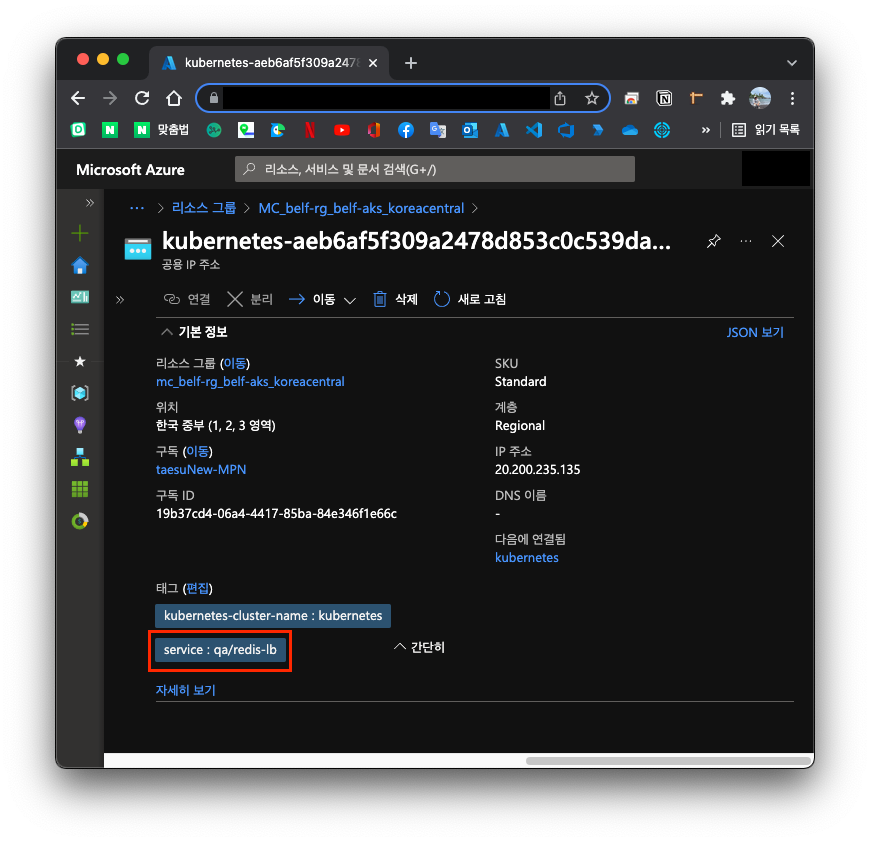 kubernetes-aeb6af5f309a247
맞춤법
읽기 목록
Microsoft Azure
리소스, 서비스 및 문서 검색(G+/)
리소스 그룹
MC_belf-rg_belf-aks_koreacentral
kubernetes-aeb6af5f309a2478d853c0c539da...
공용 IP 주소
연결 분리 이동 삭제 새로 고침
기본 정보
JSON 보기
리소스 그룹 (이동)
mc_belf-rg_belf-aks_koreacentral
위치
한국 중부 (1, 2, 3 영역)
구독 (이동)
taesuNew-MPN
구독 ID
19b37cd4-06a4-4417-85ba-84e346f1e66c
SKU
Standard
계층
Regional
IP 주소
20.200.235.135
DNS 이름
-
다음에 연결됨
kubernetes
태그 (편집)
kubernetes-cluster-name : kubernetes
service : qa/redis-lb
간단히
자세히 보기